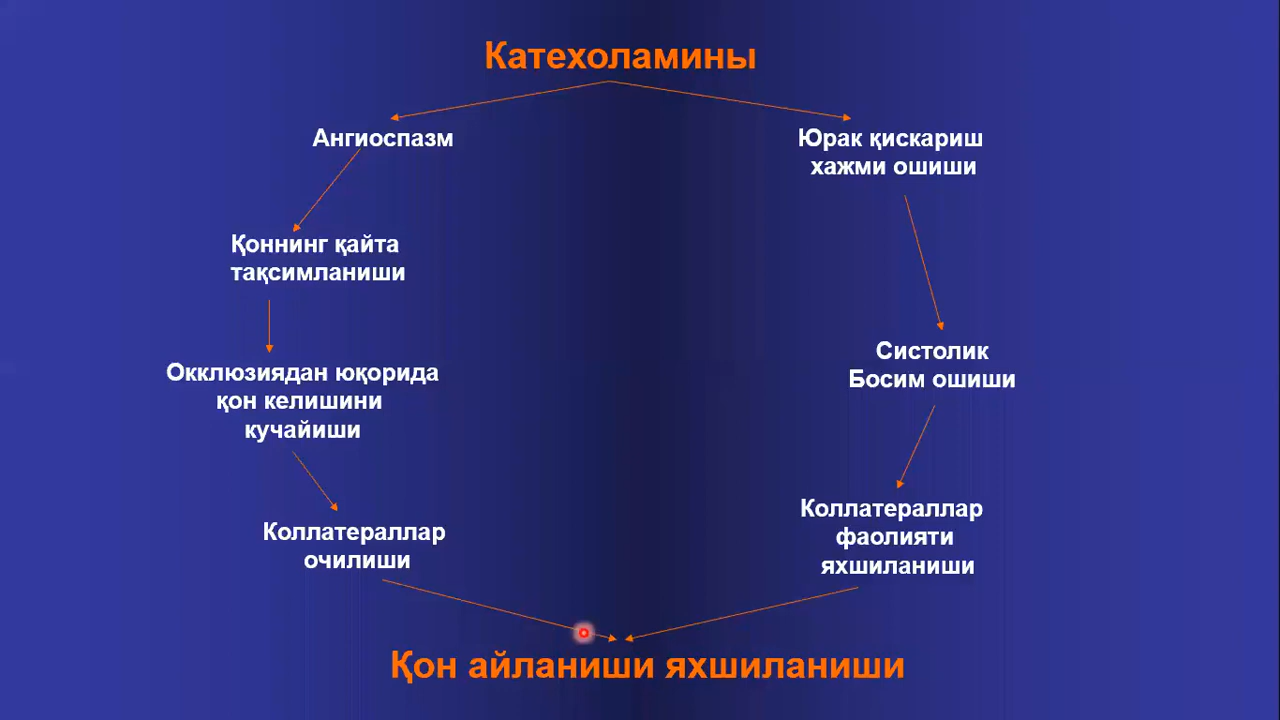 Катехоламины
Ангиоспазм
Қоннинг қайта
тақсимланиши
Окклюзиядан юқорида
қон келишини
кучайиши
Коллатераллар
очилиши
Юрак қискариш
хажми ошиши
Систолик
Босим ошиши
Коллатераллар
фаолияти
яхшиланиши
Қон айланиши яхшиланиши